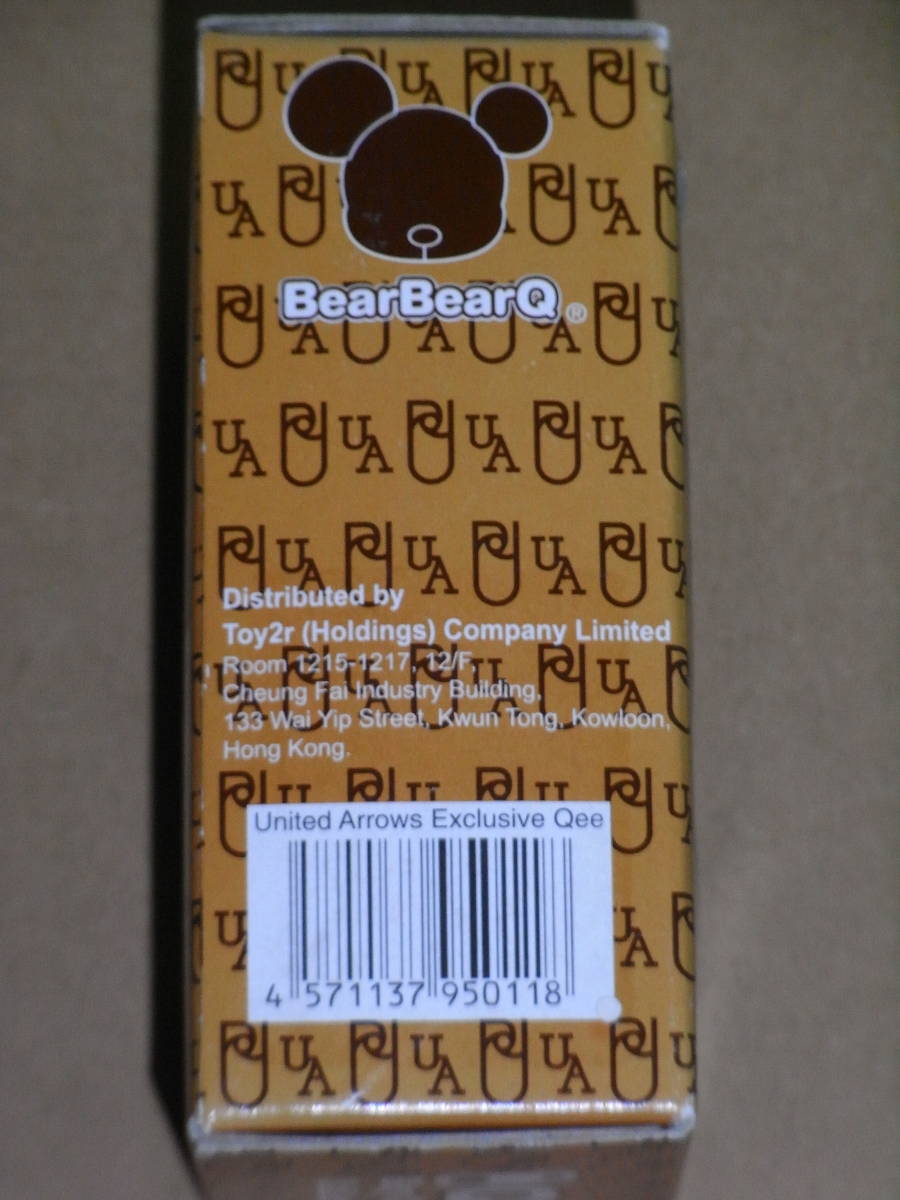 BearBearQ®
Distributed by
Toy2r (Holdings) Company Limited
Room 1215-1217, 12/F,
Cheung Fai Industry Building,
133 Wai Yip Street, Kwun Tong, Kowloon,
Hong Kong.
United Arrows Exclusive Qee
4 571137 950118